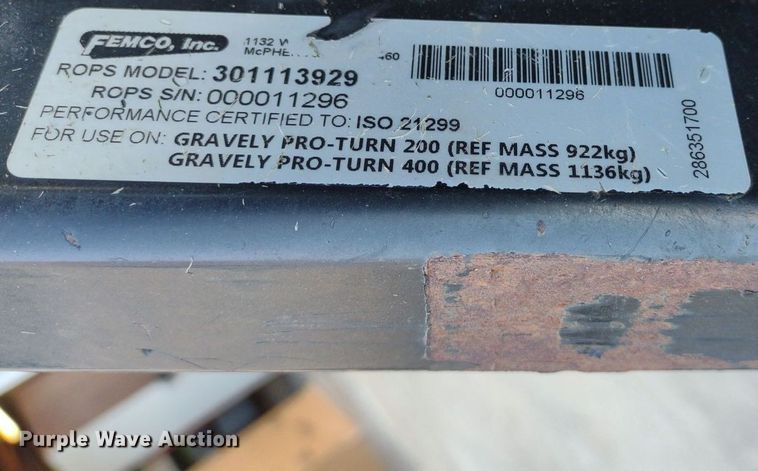 FEMCO, Inc.
1132 W
McPHE 460
ROPS MODEL: 301113929
ROPS S/N: 000011296
PERFORMANCE CERTIFIED TO: ISO 21299
FOR USE ON: GRAVELY PRO-TURN 200 (REF MASS 922kg)
GRAVELY PRO-TURN 400 (REF MASS 1136kg)
000011296
286351700
Purple Wave Auction